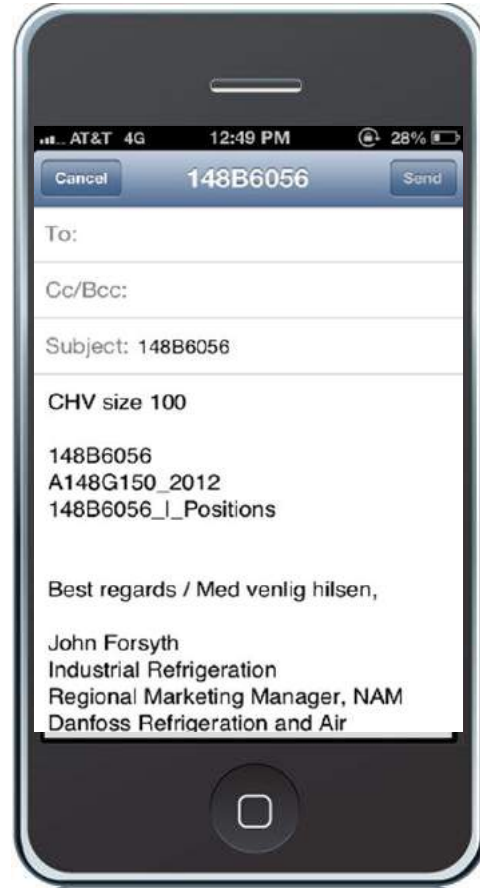 AT&T 4G 12:49 PM 28%
Cancel 148B6056 Send
To:
Cc/Bcc:
Subject: 148B6056
CHV size 100
148B6056
A148G150_2012
148B6056_I_Positions
Best regards / Med venlig hilsen,
John Forsyth
Industrial Refrigeration
Regional Marketing Manager, NAM
Danfoss Refrigeration and Air